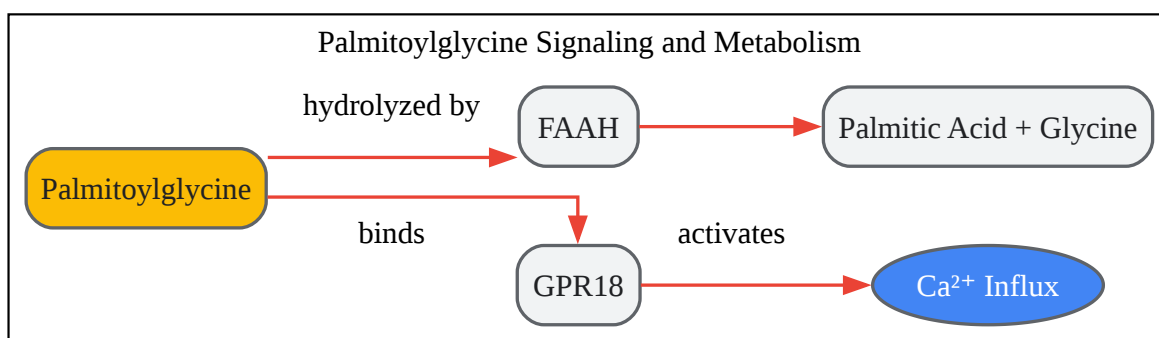 Palmitoylglycine Signaling and Metabolism
hydrolyzed by
FAAH
Palmitic Acid + Glycine
Palmitoylglycine
binds
activates
GPR18
Ca²⁺ Influx